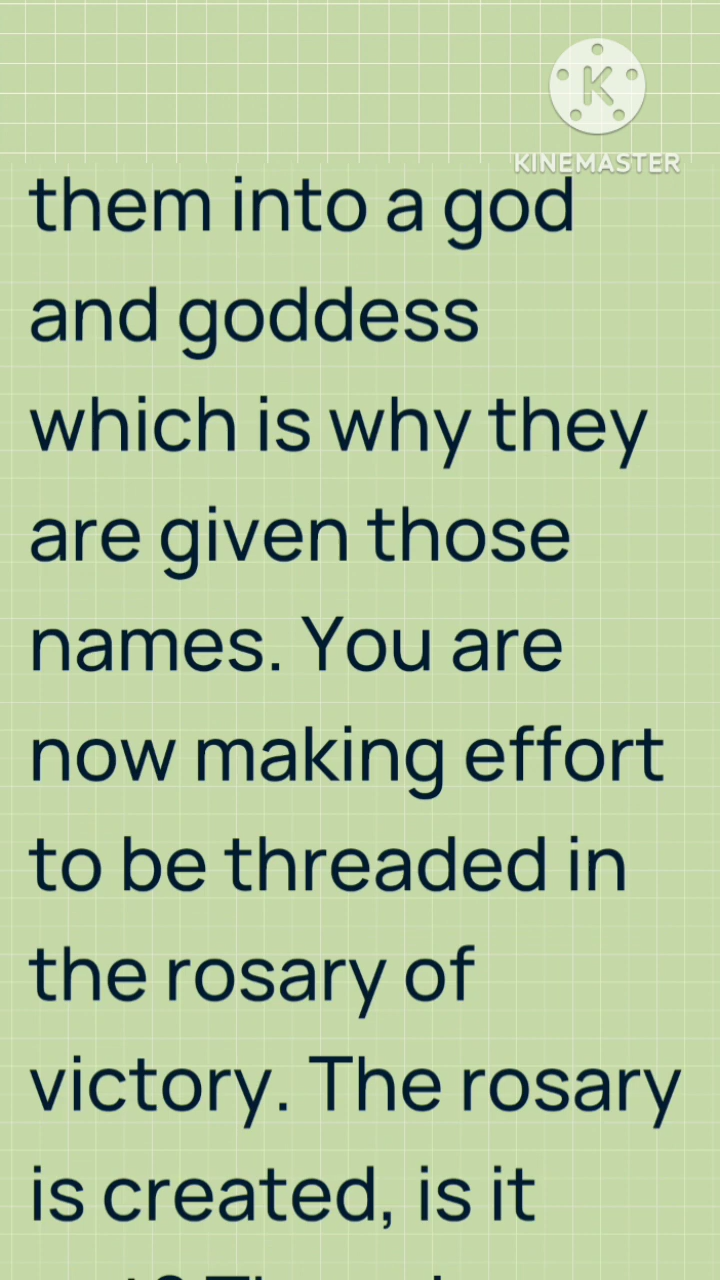 KINEMASTER
them into a god
and goddess
which is why they
are given those
names. You are
now making effort
to be threaded in
the rosary of
victory. The rosary
is created, is it